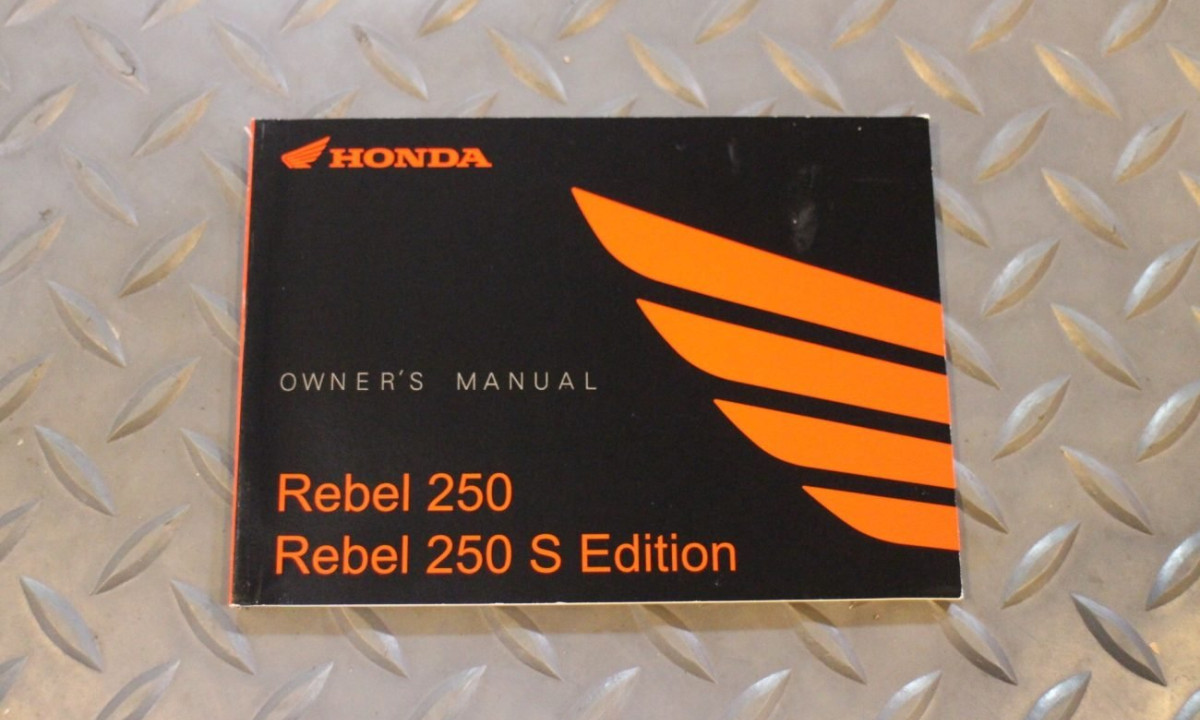 HONDA
OWNER'S MANUAL
Rebel 250
Rebel 250 S Edition